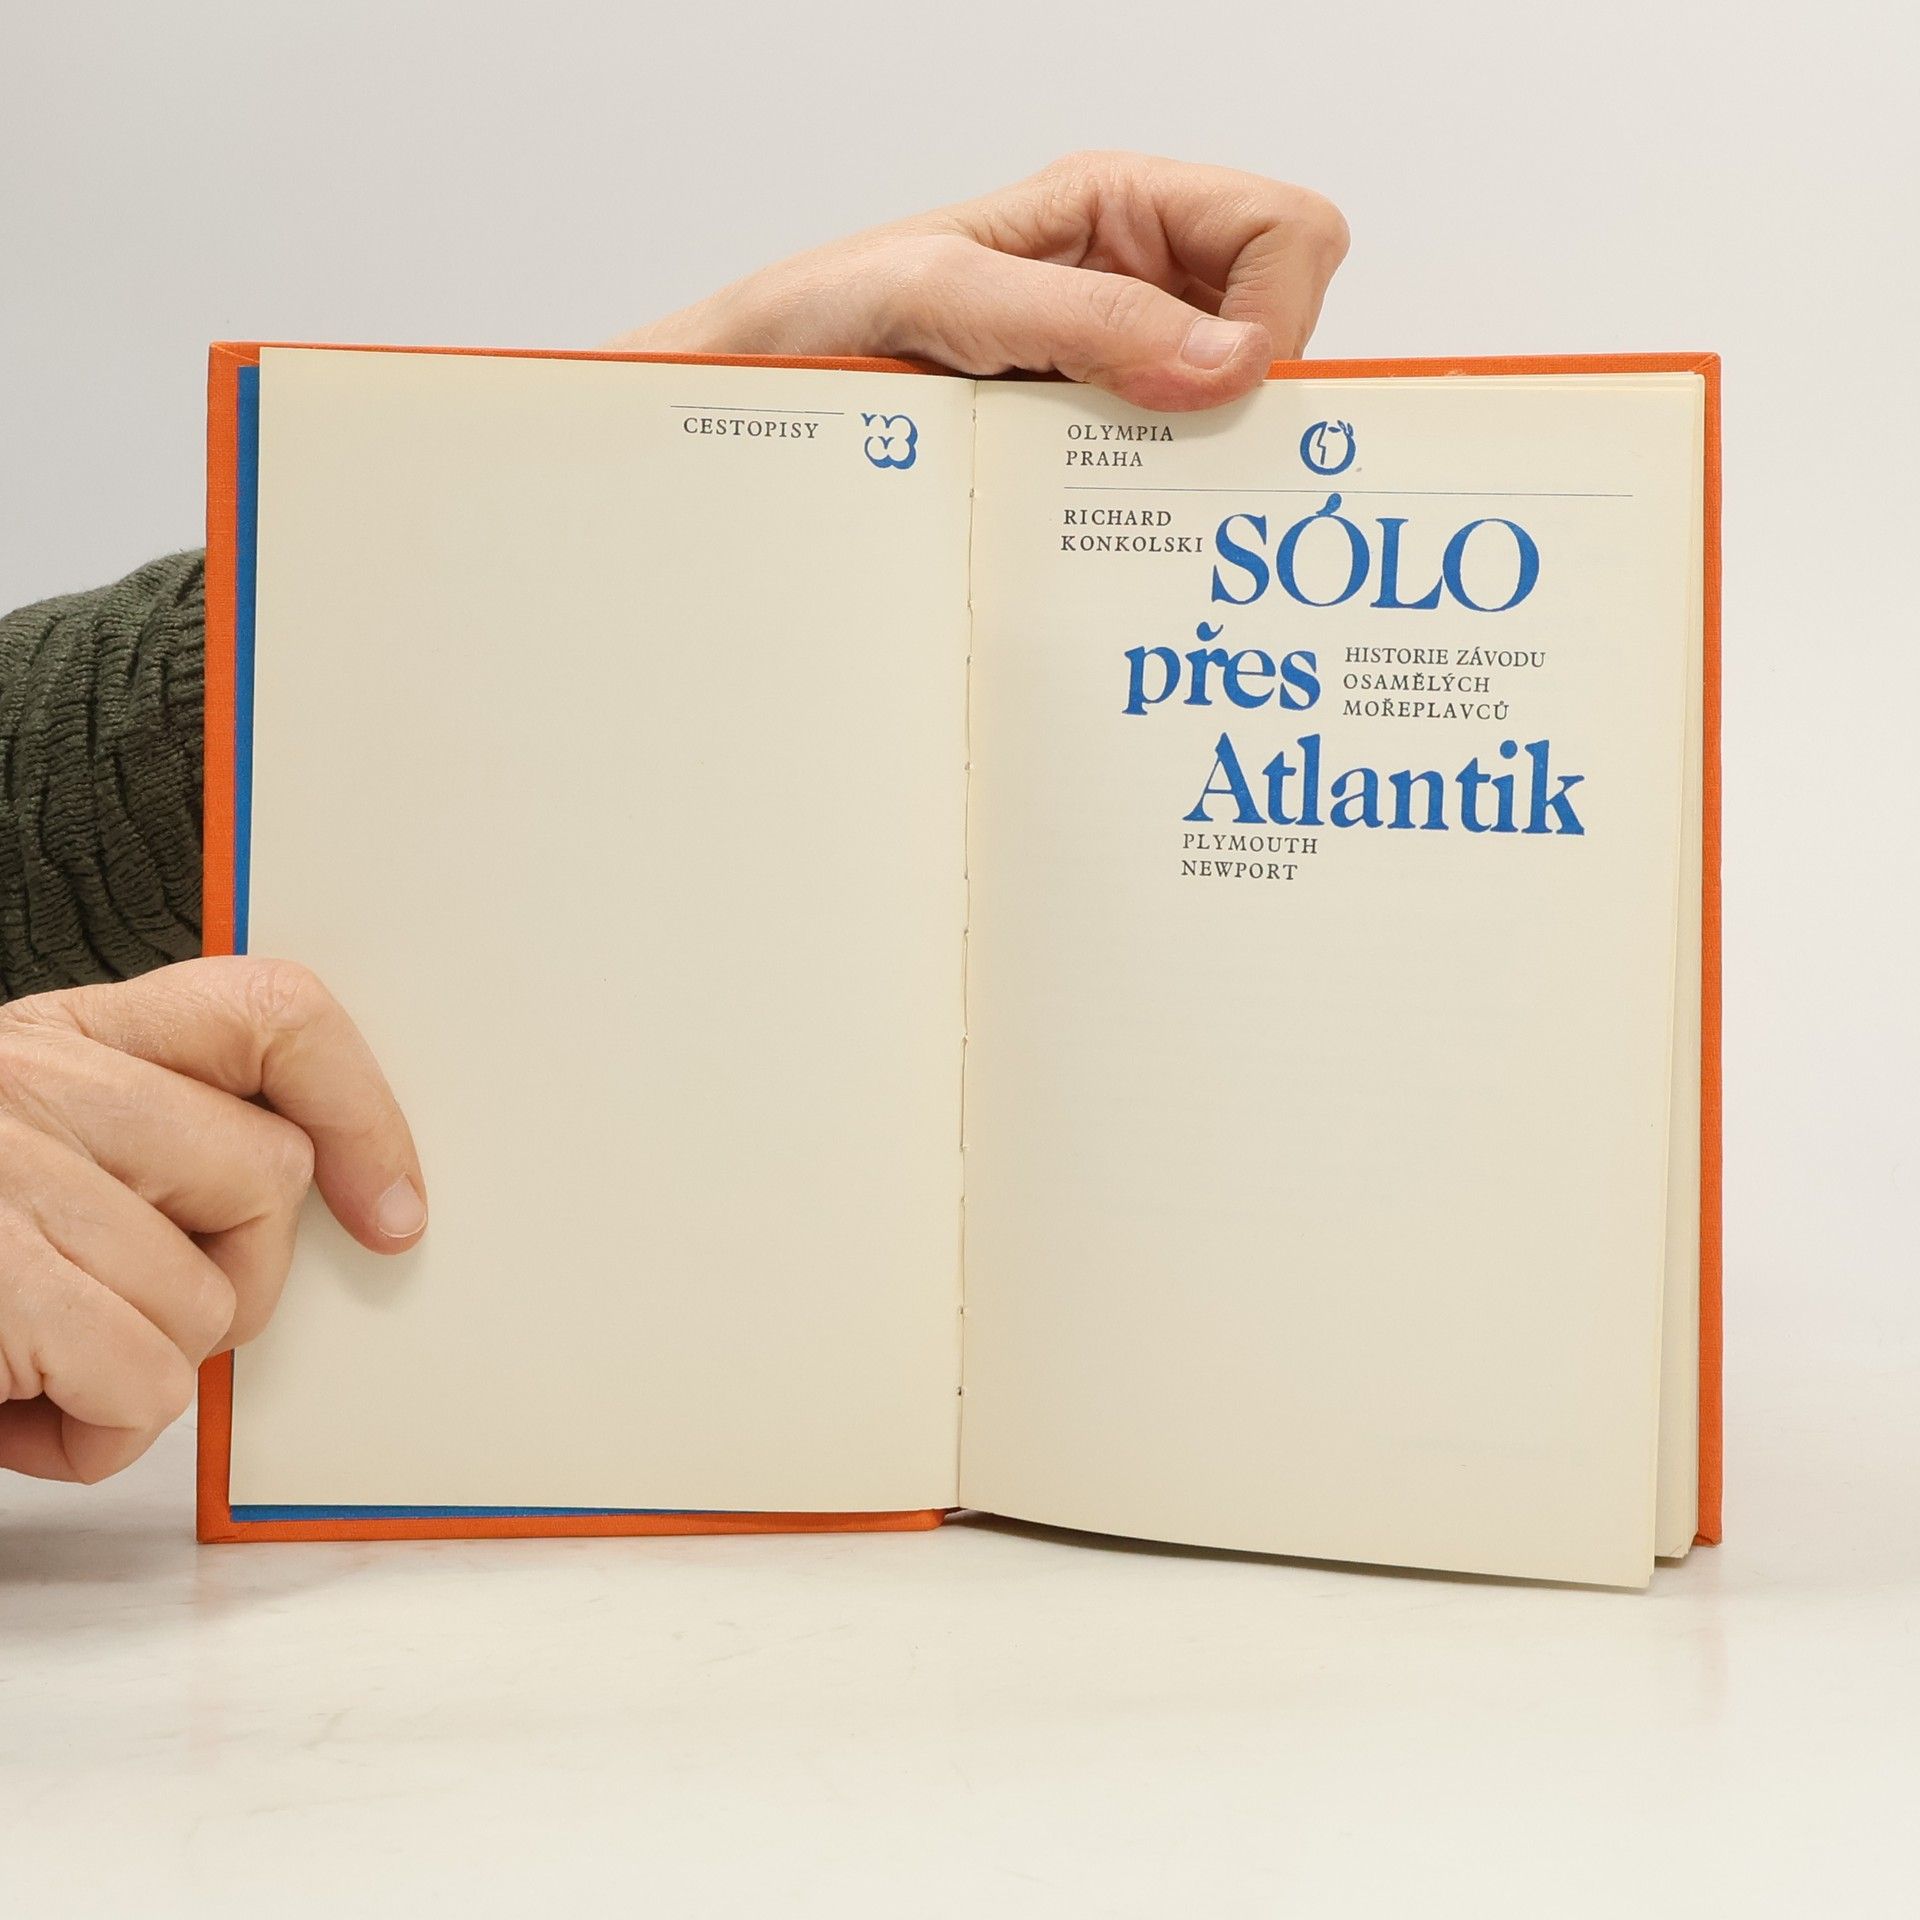 CESTOPISY
OLYMPIA
PRAHA
RICHARD
KONKOLSKI
SÓLO
přes
HISTORIE ZÁVODU
OSAMĚLÝCH
MOŘEPLAVCŮ
Atlantik
PLYMOUTH
NEWPORT